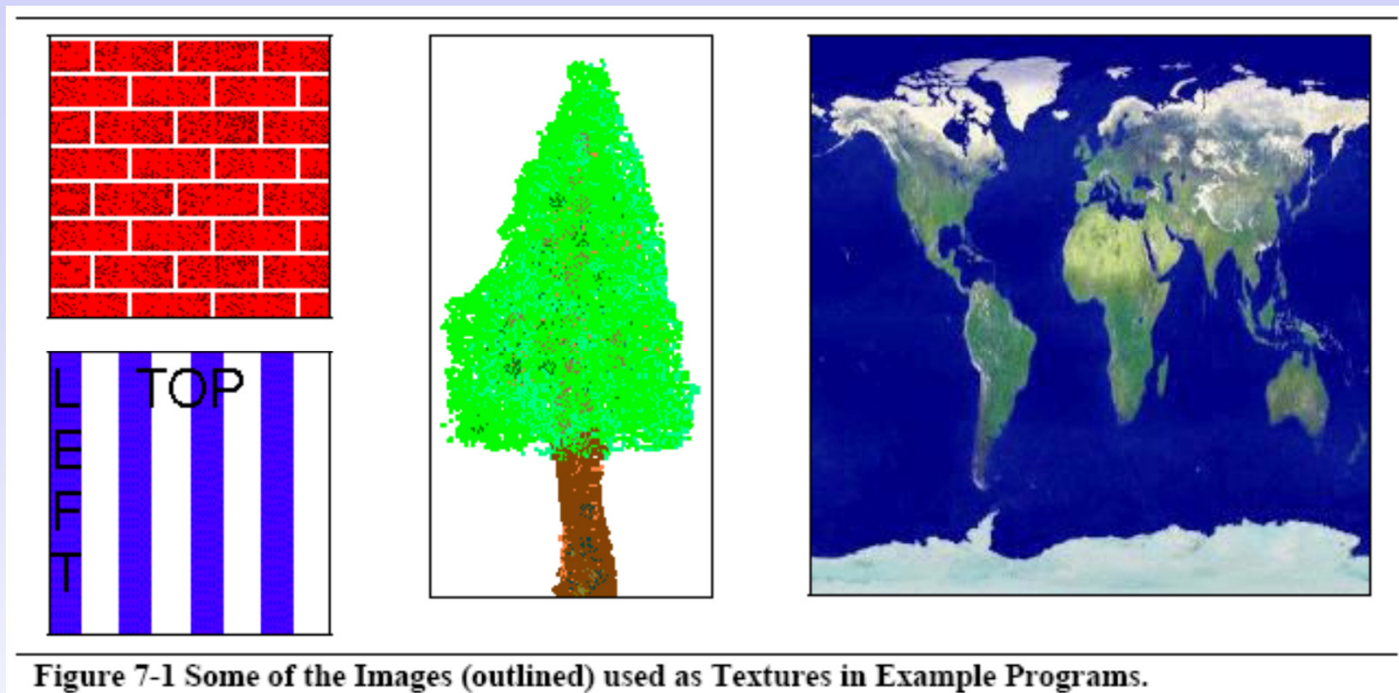 TOP
LEFT
Figure 7-1 Some of the Images (outlined) used as Textures in Example Programs.